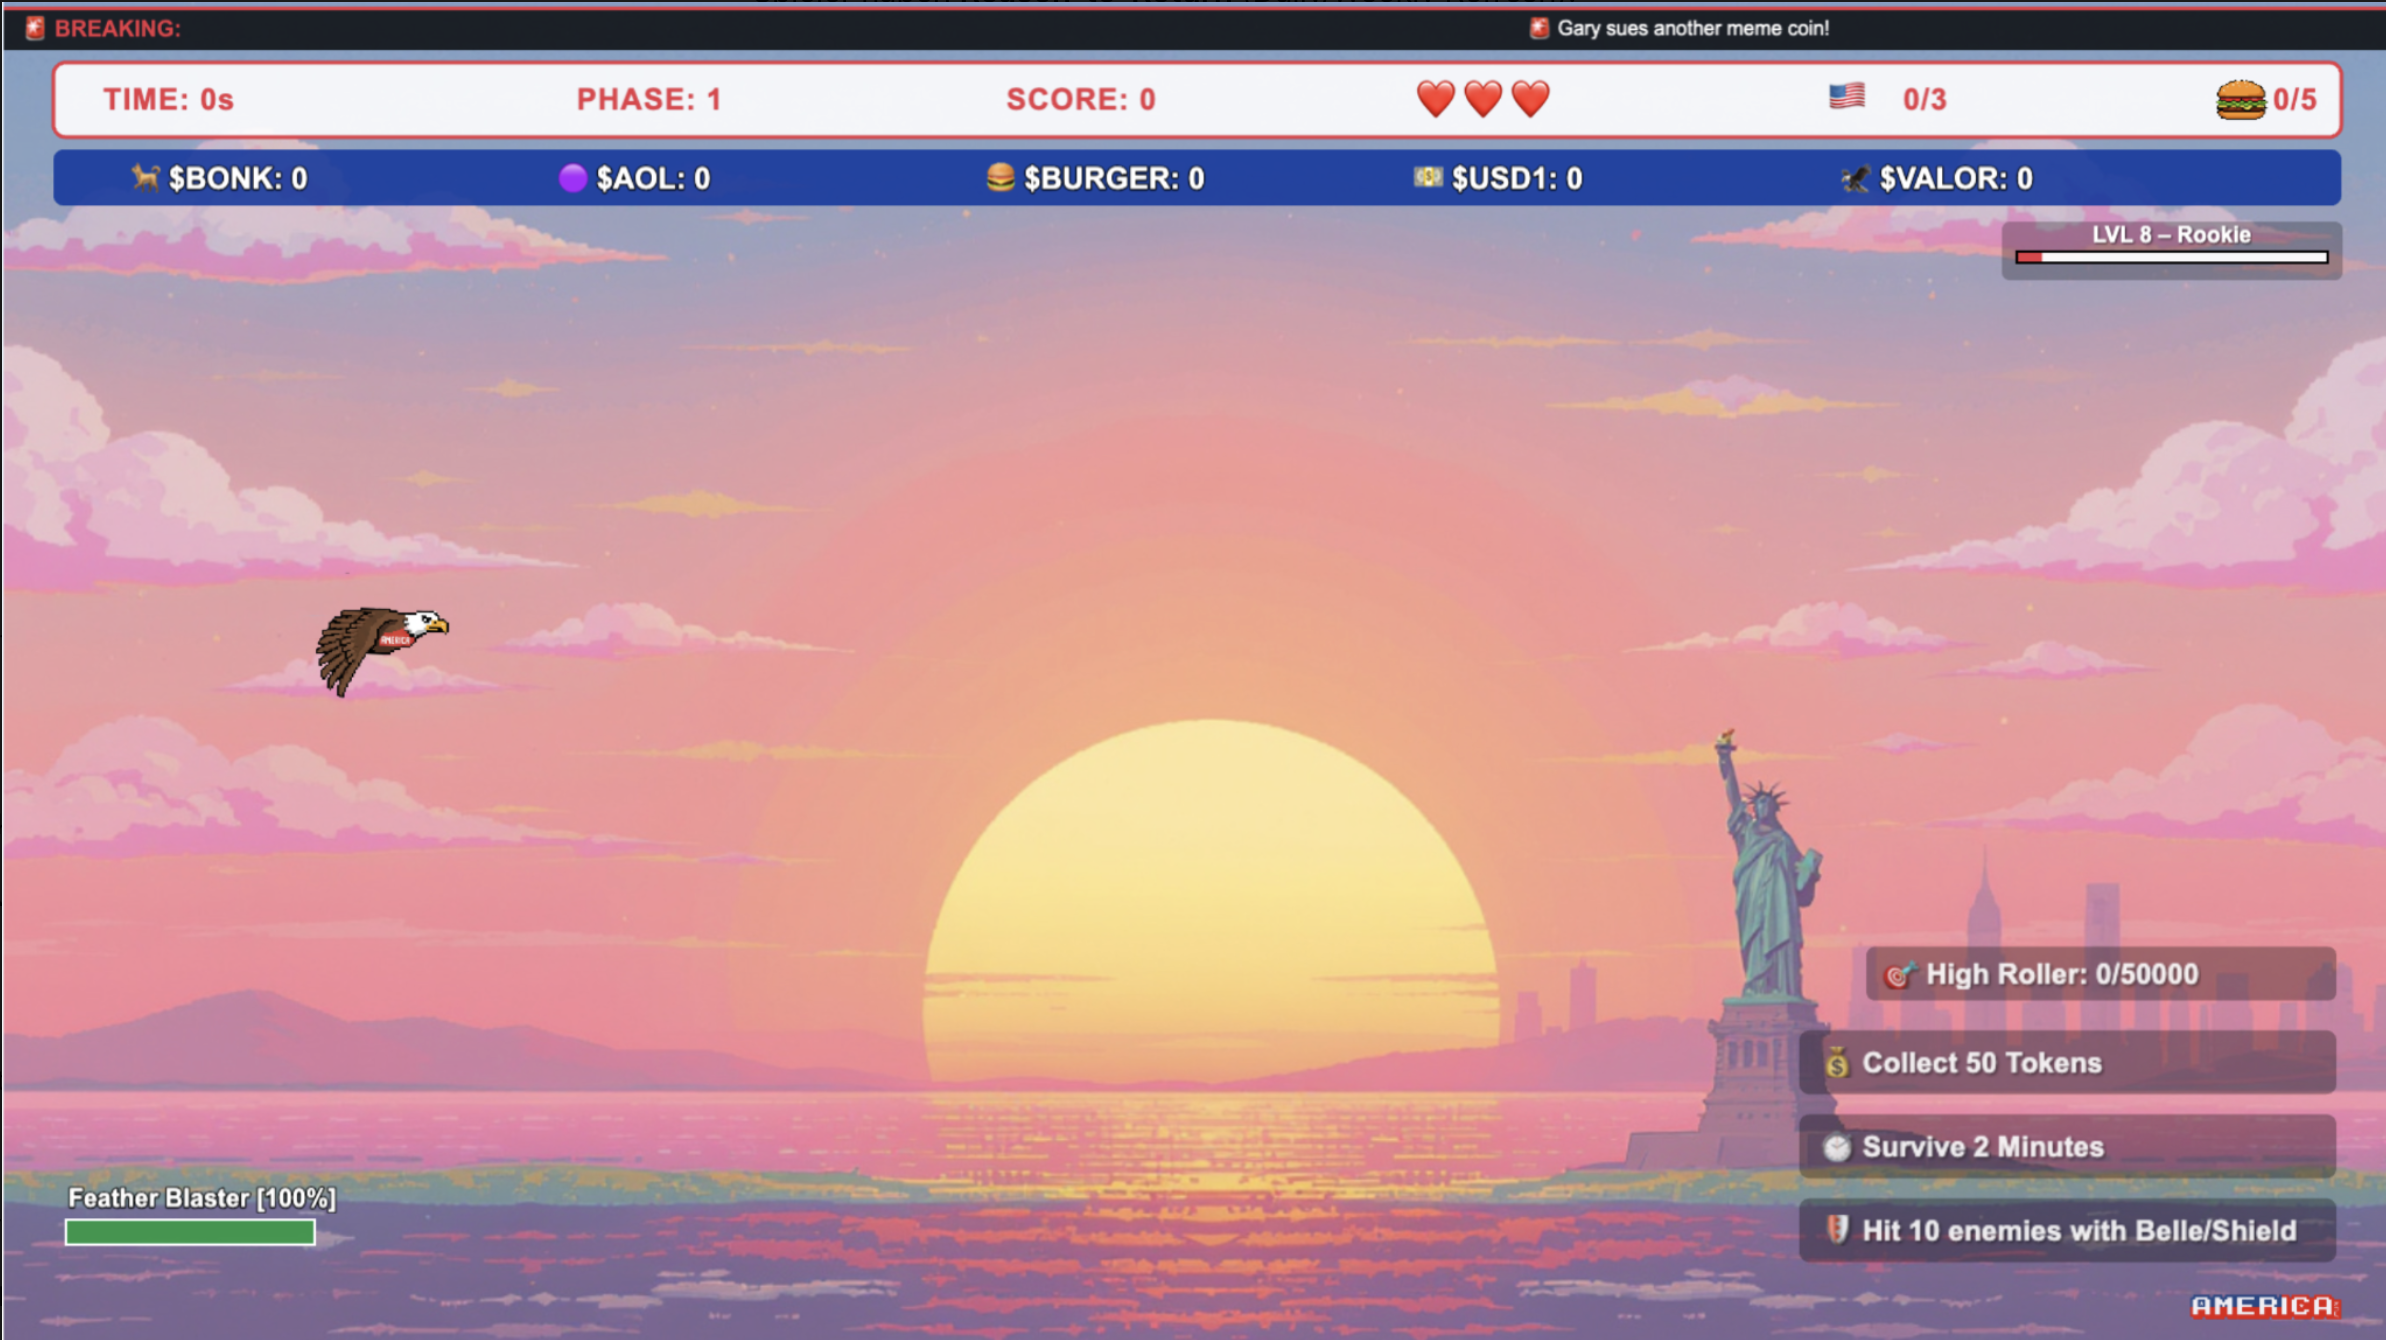 BREAKING:
Gary sues another meme coin!
TIME: 0s PHASE: 1 SCORE: 0 0/3 0/5
$BONK: 0 $AOL: 0 $BURGER: 0 $USD1: 0 $VALOR: 0
LVL 8 – Rookie
AMERICA
High Roller: 0/50000
Collect 50 Tokens
Survive 2 Minutes
Feather Blaster [100%]
Hit 10 enemies with Belle/Shield
AMERICA